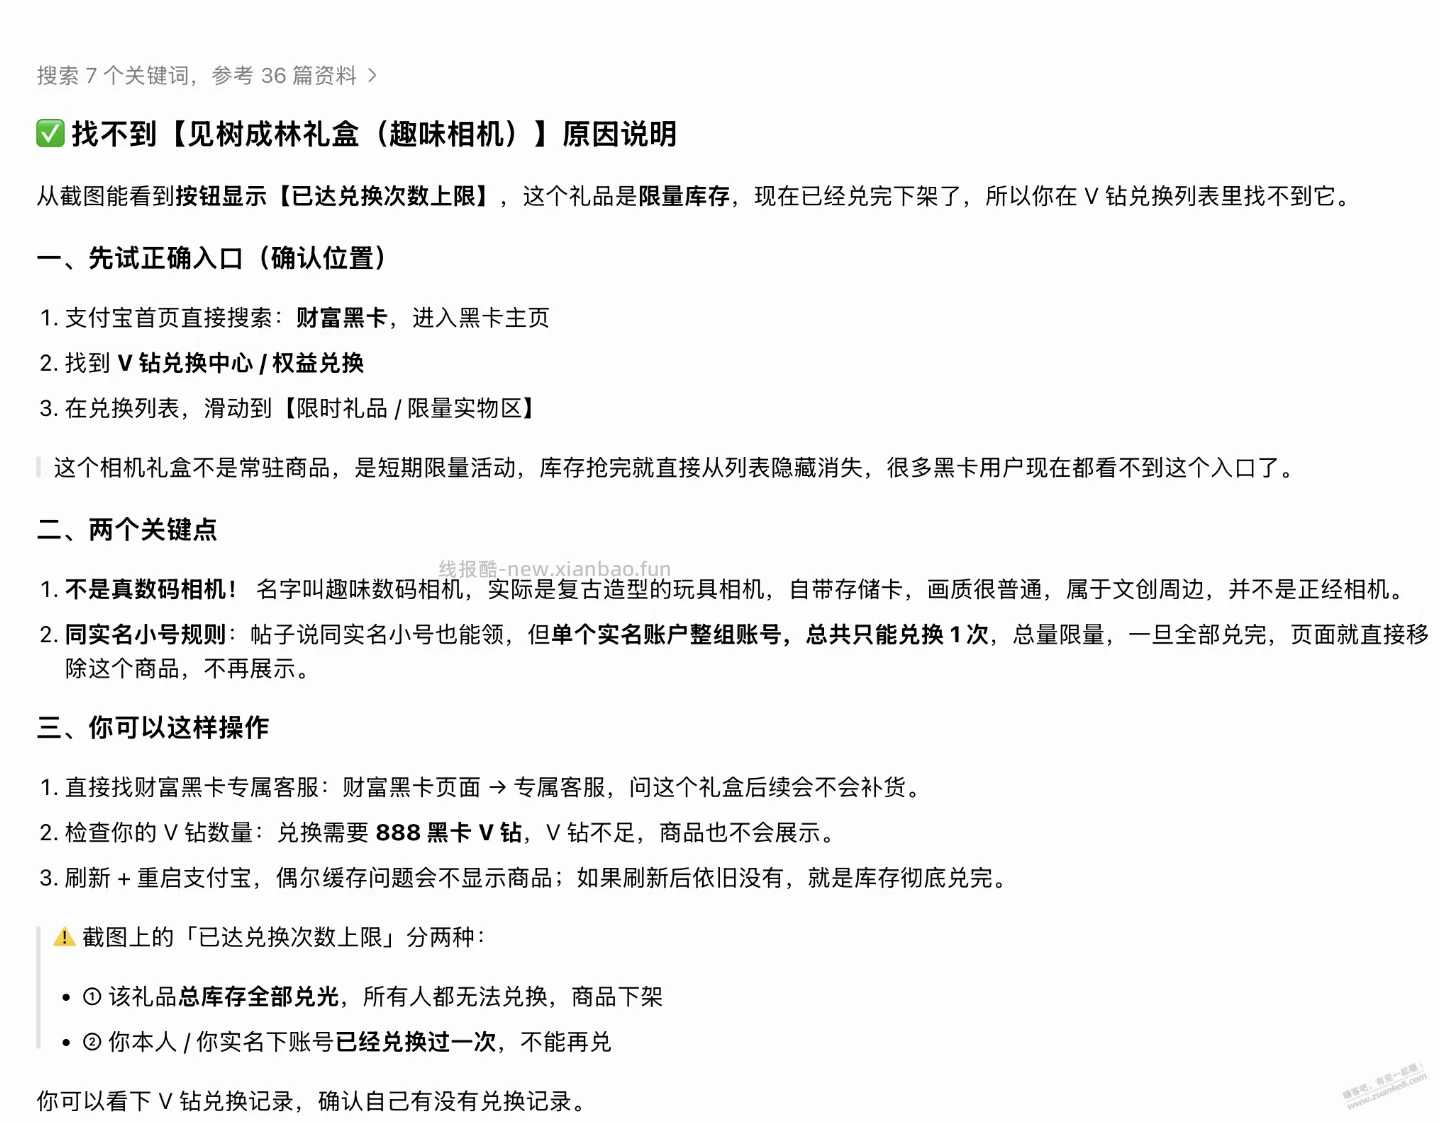 搜索 7 个关键词，参考 36 篇资料 >
✅ 找不到【见树成林礼盒（趣味相机）】原因说明
从截图能看到按钮显示【已达兑换次数上限】，这个礼品是限量库存，现在已经兑完下架了，所以你在 V 钻兑换列表里找不到它。
一、先试正确入口（确认位置）
1. 支付宝首页直接搜索：财富黑卡，进入黑卡主页
2. 找到 V 钻兑换中心 / 权益兑换
3. 在兑换列表，滑动到【限时礼品 / 限量实物区】
这个相机礼盒不是常驻商品，是短期限量活动，库存抢完就直接从列表隐藏消失，很多黑卡用户现在都看不到这个入口了。
二、两个关键点
线报酷-new.xianbao.fun
1. 不是真数码相机！ 名字叫趣味数码相机，实际是复古造型的玩具相机，自带存储卡，画质很普通，属于文创周边，并不是正经相机。
2. 同实名小号规则：帖子说同实名小号也能领，但单个实名账户整组账号，总共只能兑换 1 次，总量限量，一旦全部兑完，页面就直接移
除这个商品，不再展示。
三、你可以这样操作
1. 直接找财富黑卡专属客服：财富黑卡页面 → 专属客服，问这个礼盒后续会不会补货。
2. 检查你的 V 钻数量：兑换需要 888 黑卡 V 钻，V 钻不足，商品也不会展示。
3. 刷新 + 重启支付宝，偶尔缓存问题会不显示商品；如果刷新后依旧没有，就是库存彻底兑完。
⚠️ 截图上的「已达兑换次数上限」分两种：
• ① 该礼品总库存全部兑光，所有人都无法兑换，商品下架
• ② 你本人 / 你实名下账号已经兑换过一次，不能再兑
你可以看下 V 钻兑换记录，确认自己有没有兑换记录。
赚客吧，有奖一起赚！
www.zuanke8.com